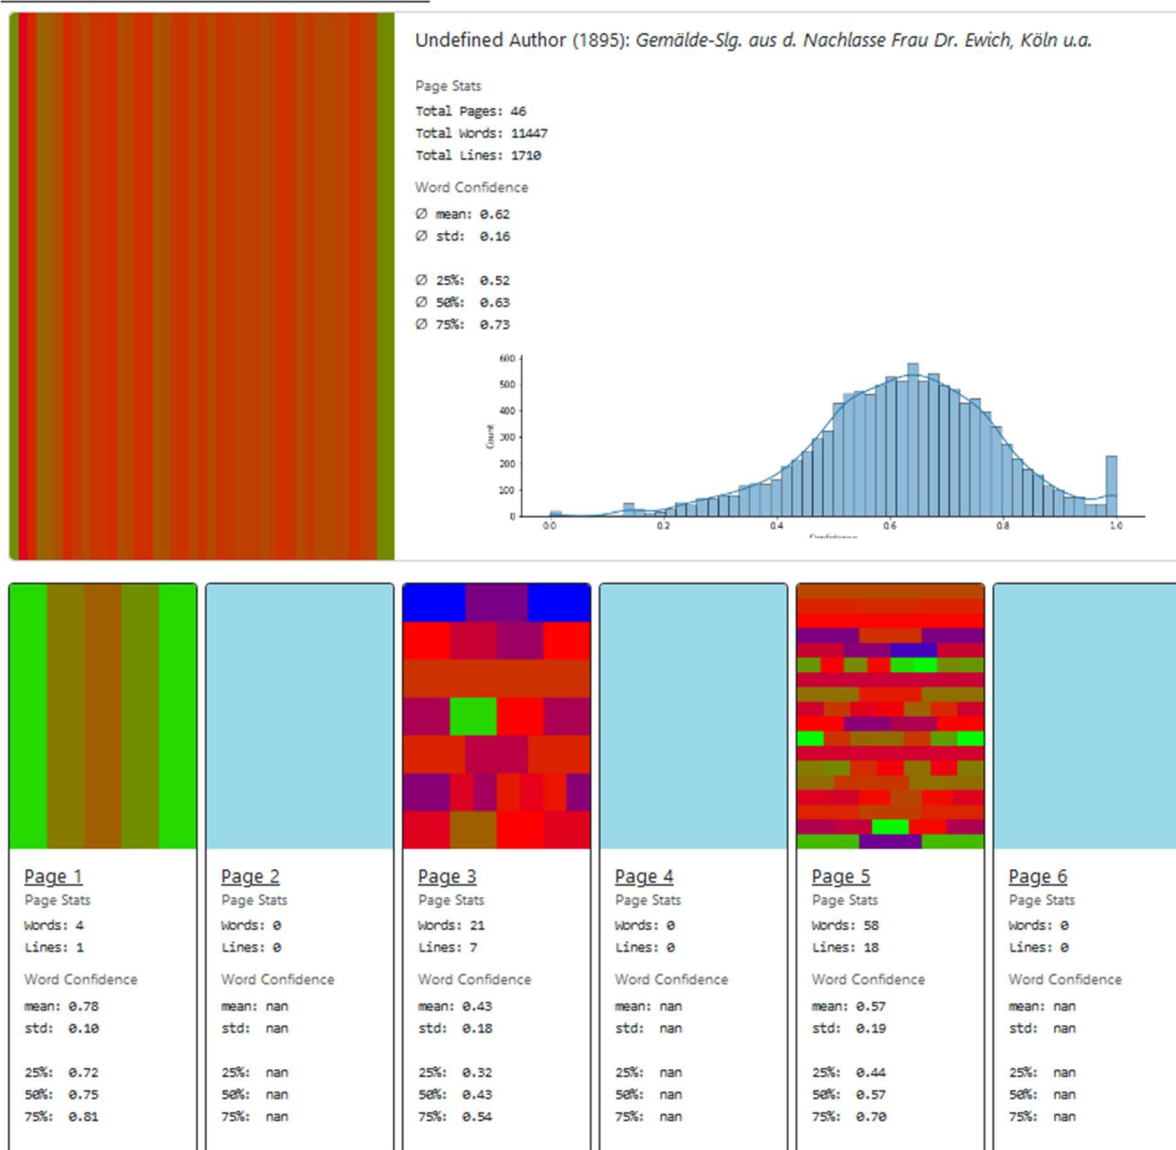 Undefined Author (1895): Gemälde-Slg. aus d. Nachlasse Frau Dr. Ewich, Köln u.a.
Page Stats
Total Pages: 46
Total Words: 11447
Total Lines: 1710
Word Confidence
∅ mean: 0.62
∅ std: 0.16
∅ 25%: 0.52
∅ 50%: 0.63
∅ 75%: 0.73
600
500
400
300
200
100
0
Count
0.0 0.2 0.4 0.6 0.8 1.0
Page 1
Page Stats
Words: 4
Lines: 1
Word Confidence
mean: 0.78
std: 0.10
25%: 0.72
50%: 0.75
75%: 0.81
Page 2
Page Stats
Words: 0
Lines: 0
Word Confidence
mean: nan
std: nan
25%: nan
50%: nan
75%: nan
Page 3
Page Stats
Words: 21
Lines: 7
Word Confidence
mean: 0.43
std: 0.18
25%: 0.32
50%: 0.43
75%: 0.54
Page 4
Page Stats
Words: 0
Lines: 0
Word Confidence
mean: nan
std: nan
25%: nan
50%: nan
75%: nan
Page 5
Page Stats
Words: 58
Lines: 18
Word Confidence
mean: 0.57
std: 0.19
25%: 0.44
50%: 0.57
75%: 0.70
Page 6
Page Stats
Words: 0
Lines: 0
Word Confidence
mean: nan
std: nan
25%: nan
50%: nan
75%: nan